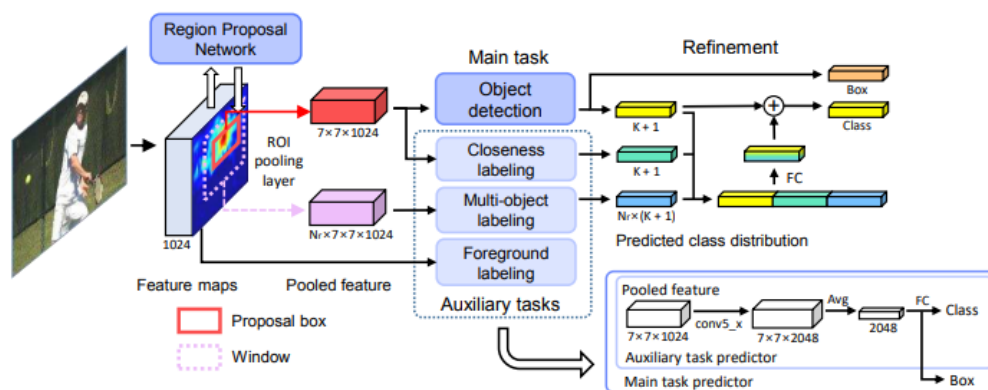 Region Proposal
Network
Main task
Refinement
Object
detection
Box
Class
7×7×1024
K + 1
ROI
pooling
layer
Closeness
labeling
K + 1
FC
Multi-object
labeling
Nr×7×7×1024
Nr×(K + 1)
Predicted class distribution
1024
Foreground
labeling
Feature maps
Pooled feature
Auxiliary tasks
Proposal box
Window
Pooled feature
7×7×1024
conv5_x
7×7×2048
Avg
2048
FC
Class
Auxiliary task predictor
Main task predictor
Box